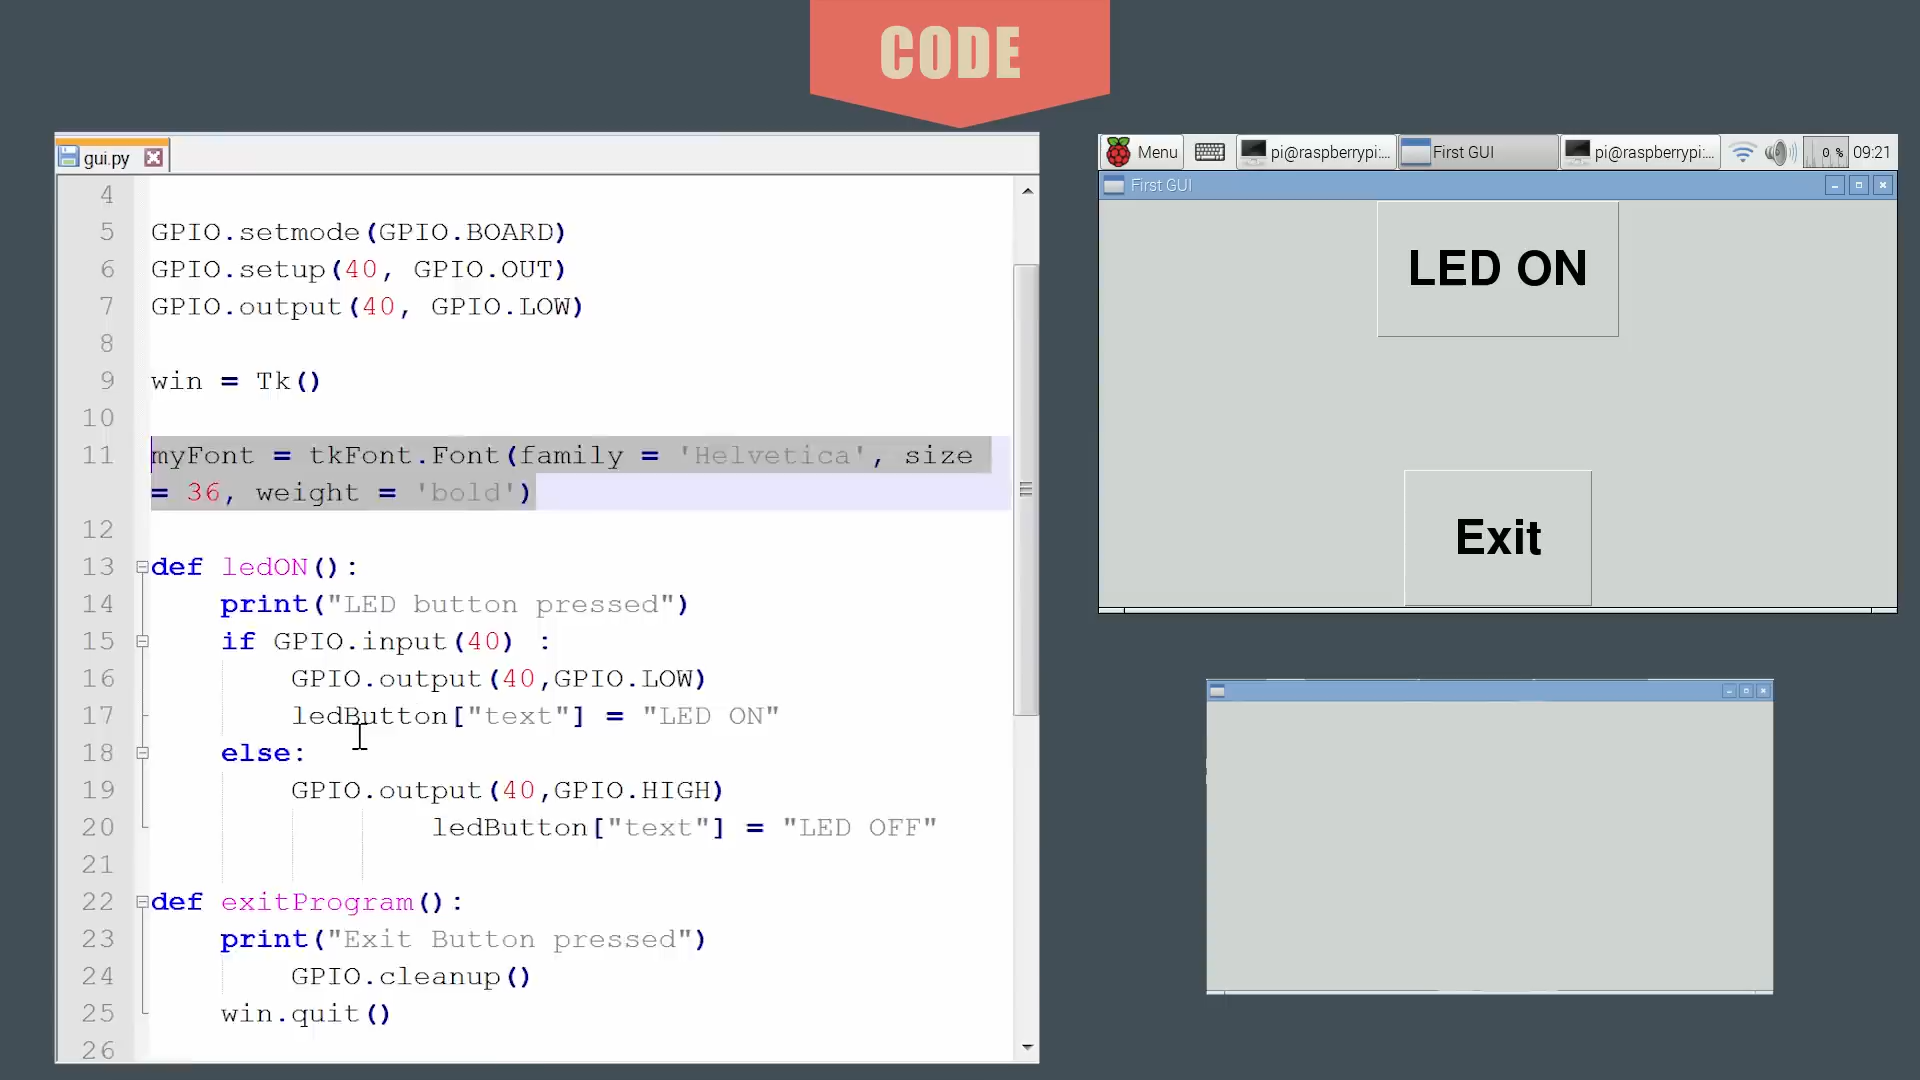 CODE
gui.py
4
5 GPIO.setmode(GPIO.BOARD)
6 GPIO.setup(40, GPIO.OUT)
7 GPIO.output(40, GPIO.LOW)
8
9 win = Tk()
10
11 myFont = tkFont.Font(family = 'Helvetica', size
= 36, weight = 'bold')
12
13 def ledON():
14 print("LED button pressed")
15 if GPIO.input(40) :
16 GPIO.output(40,GPIO.LOW)
17 ledButton["text"] = "LED ON"
18 else:
19 GPIO.output(40,GPIO.HIGH)
20 ledButton["text"] = "LED OFF"
21
22 def exitProgram():
23 print("Exit Button pressed")
24 GPIO.cleanup()
25 win.quit()
26
Menu pi@raspberrypi:... First GUI pi@raspberrypi:... 0 % 09:21
First GUI
LED ON
Exit